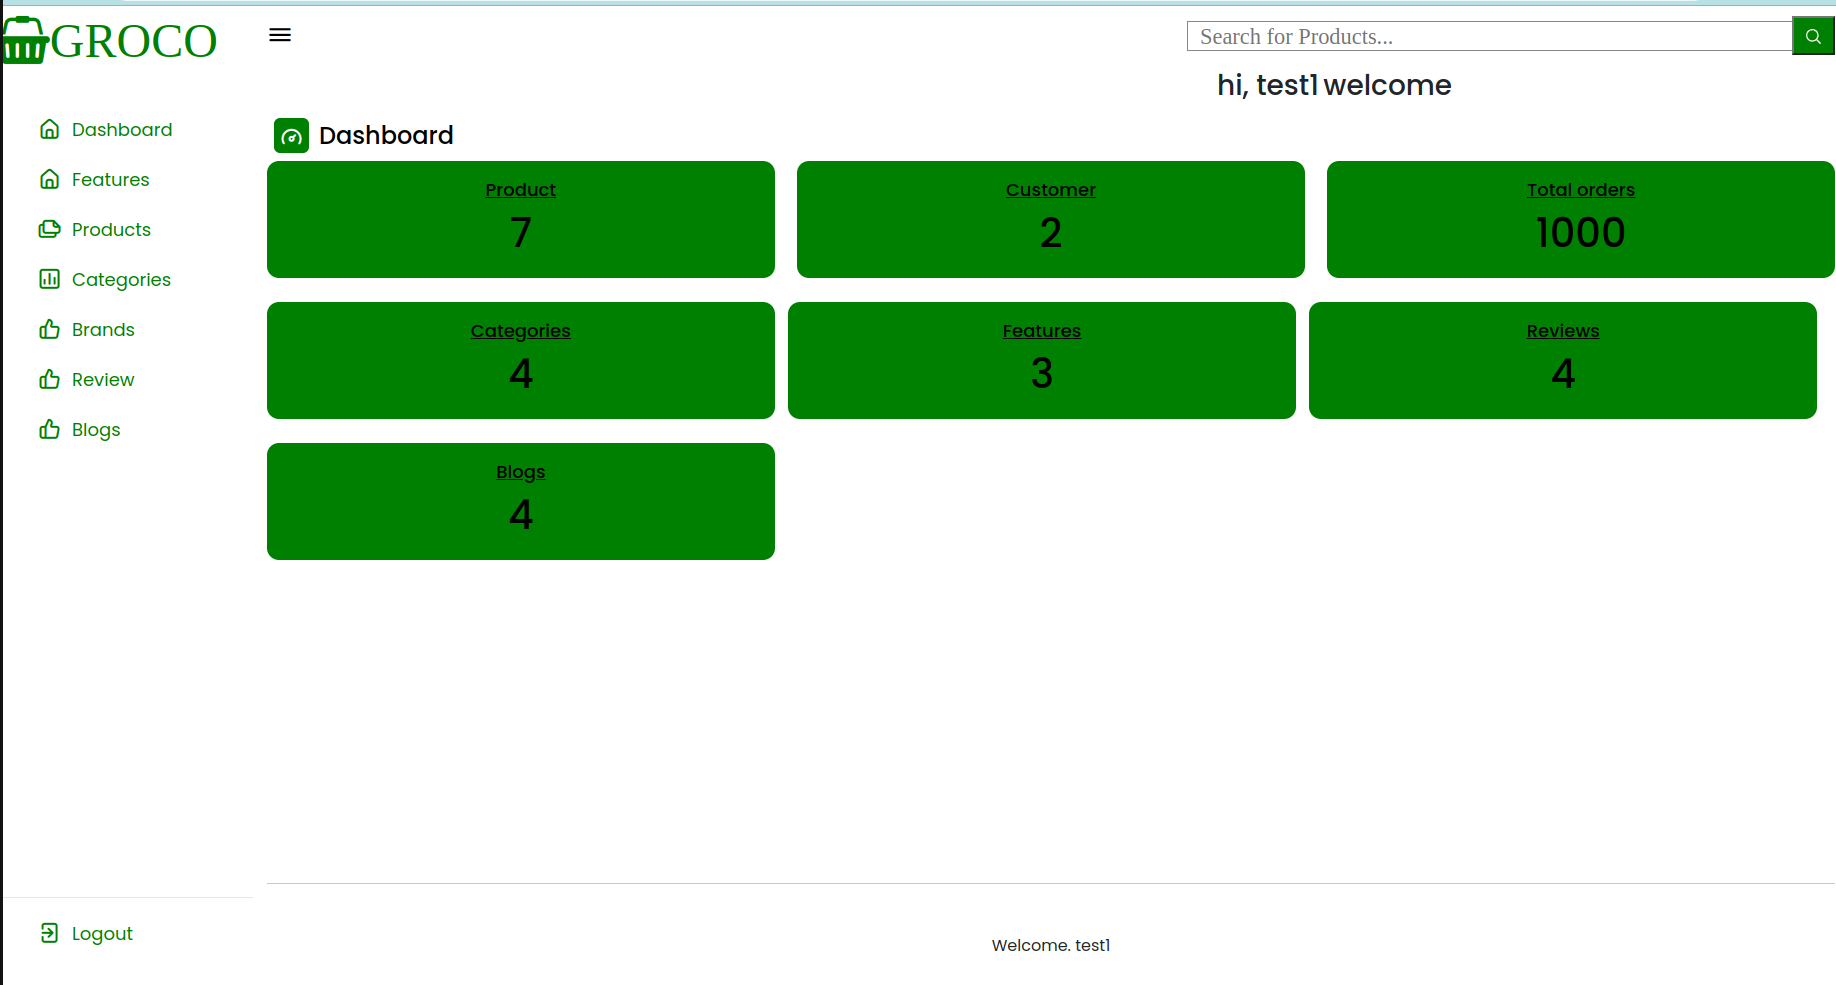 GROCO
Search for Products...
hi, test1 welcome
Dashboard
Features
Products
Categories
Brands
Review
Blogs
Logout
Dashboard
Product
7
Customer
2
Total orders
1000
Categories
4
Features
3
Reviews
4
Blogs
4
Welcome. test1